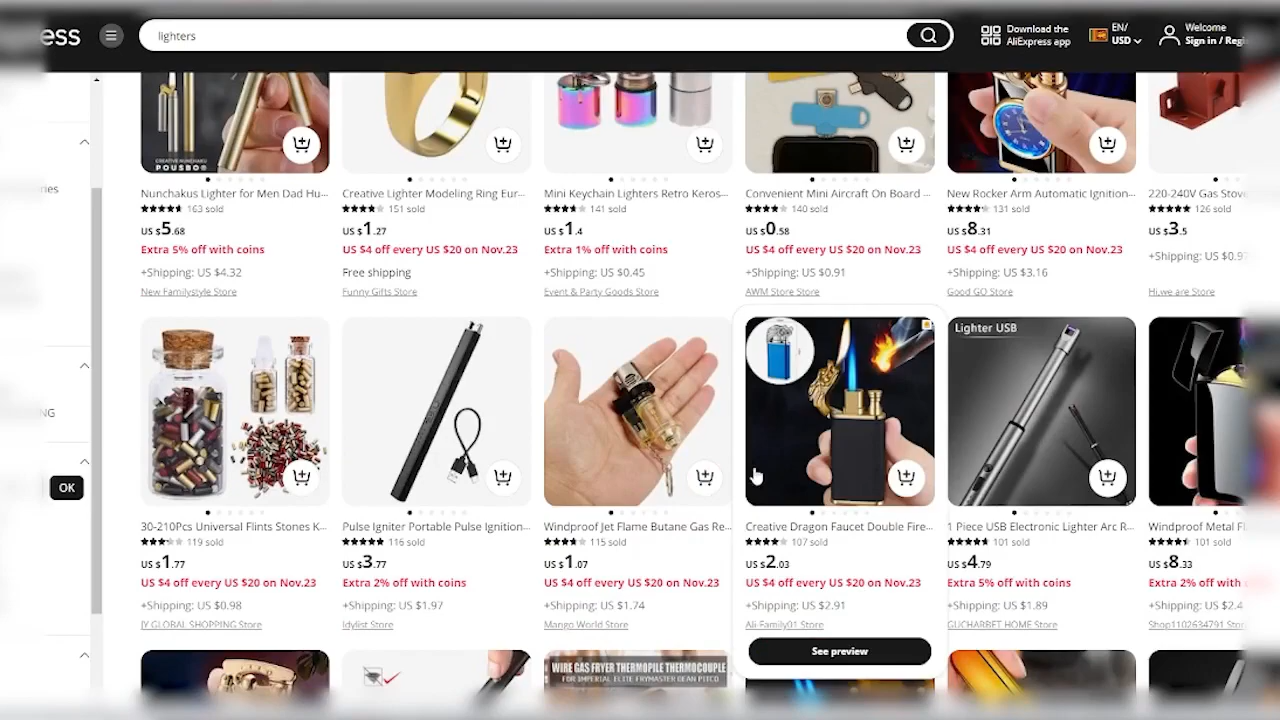 ess
lighters
Download the
AliExpress app
EN/
USD
Welcome
Sign in / Regi
CREATIVE NUNCHAKU
POUSBO®
Nunchakus Lighter for Men Dad Hu...
163 sold
US $5.68
Extra 5% off with coins
+Shipping: US $4.32
New Familystyle Store
Creative Lighter Modeling Ring Eur...
151 sold
US $1.27
US $4 off every US $20 on Nov.23
Free shipping
Funny Gifts Store
Mini Keychain Lighters Retro Keros...
141 sold
US $1.4
Extra 1% off with coins
+Shipping: US $0.45
Event & Party Goods Store
Convenient Mini Aircraft On Board ...
140 sold
US $0.58
US $4 off every US $20 on Nov.23
+Shipping: US $0.91
AWM Store Store
New Rocker Arm Automatic Ignition...
131 sold
US $8.31
US $4 off every US $20 on Nov.23
+Shipping: US $3.16
Good GO Store
220-240V Gas Stov
126 sold
US $3.5
+Shipping: US $0.97
Hi,we are Store
ries
NG
OK
30-210Pcs Universal Flints Stones K...
119 sold
US $1.77
US $4 off every US $20 on Nov.23
+Shipping: US $0.98
JY GLOBAL SHOPPING Store
Pulse Igniter Portable Pulse Ignition...
116 sold
US $3.77
Extra 2% off with coins
+Shipping: US $1.97
Idylist Store
Windproof Jet Flame Butane Gas Re...
115 sold
US $1.07
US $4 off every US $20 on Nov.23
+Shipping: US $1.74
Mango World Store
Creative Dragon Faucet Double Fire...
107 sold
US $2.03
US $4 off every US $20 on Nov.23
+Shipping: US $2.91
Ali-Family01 Store
See preview
Lighter USB
1 Piece USB Electronic Lighter Arc R...
101 sold
US $4.79
Extra 5% off with coins
+Shipping: US $1.89
GUCHARBET HOME Store
Windproof Metal Fl
101 sold
US $8.33
Extra 2% off with
+Shipping: US $2.4
Shop1102634791 Stor
WIRE GAS FRYER THERMOPILE THERMOCOUPLE
FOR IMPERIAL ELITE FRYMASTER DEAN PITCO